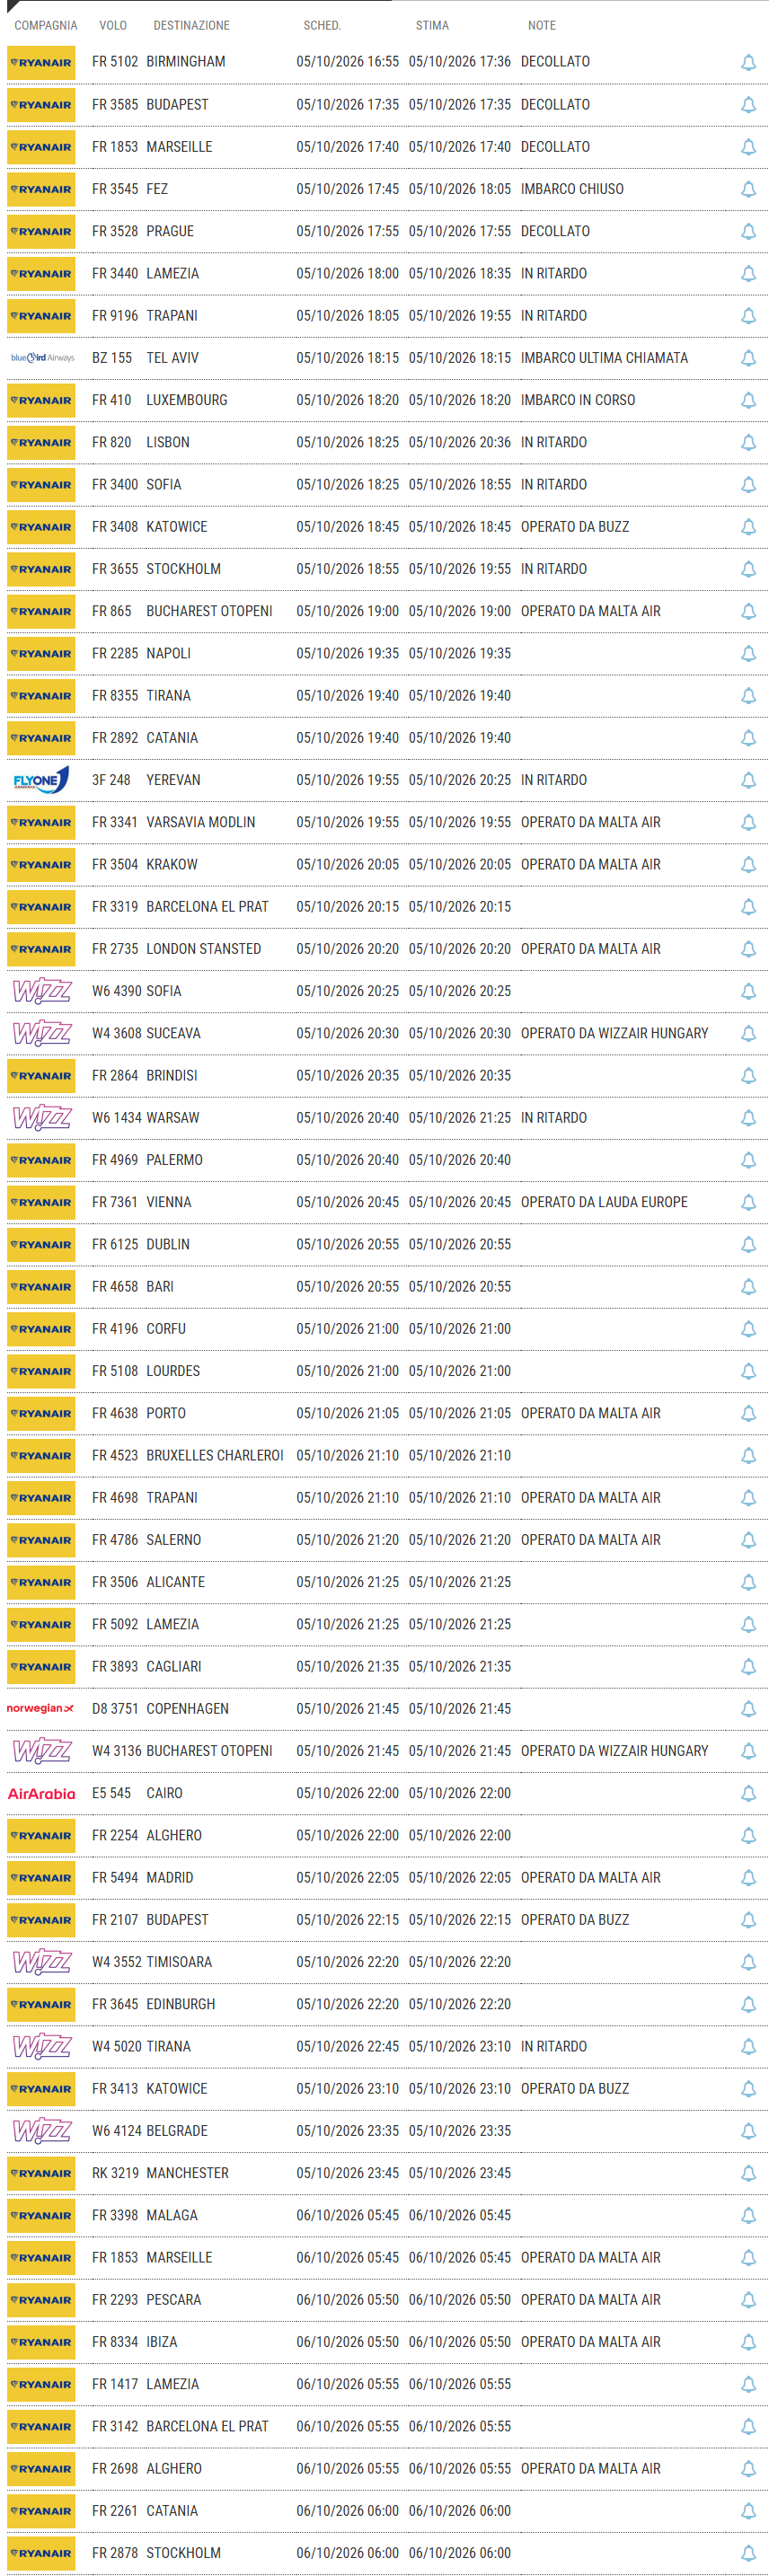 COMPAGNIA VOLO DESTINAZIONE SCHED. STIMA NOTE
RYANAIR FR 5102 BIRMINGHAM 05/10/2026 16:55 05/10/2026 17:36 DECOLLATO
RYANAIR FR 3585 BUDAPEST 05/10/2026 17:35 05/10/2026 17:35 DECOLLATO
RYANAIR FR 1853 MARSEILLE 05/10/2026 17:40 05/10/2026 17:40 DECOLLATO
RYANAIR FR 3545 FEZ 05/10/2026 17:45 05/10/2026 18:05 IMBARCO CHIUSO
RYANAIR FR 3528 PRAGUE 05/10/2026 17:55 05/10/2026 17:55 DECOLLATO
RYANAIR FR 3440 LAMEZIA 05/10/2026 18:00 05/10/2026 18:35 IN RITARDO
RYANAIR FR 9196 TRAPANI 05/10/2026 18:05 05/10/2026 19:55 IN RITARDO
bluebird Airways BZ 155 TEL AVIV 05/10/2026 18:15 05/10/2026 18:15 IMBARCO ULTIMA CHIAMATA
RYANAIR FR 410 LUXEMBOURG 05/10/2026 18:20 05/10/2026 18:20 IMBARCO IN CORSO
RYANAIR FR 820 LISBON 05/10/2026 18:25 05/10/2026 20:36 IN RITARDO
RYANAIR FR 3400 SOFIA 05/10/2026 18:25 05/10/2026 18:55 IN RITARDO
RYANAIR FR 3408 KATOWICE 05/10/2026 18:45 05/10/2026 18:45 OPERATO DA BUZZ
RYANAIR FR 3655 STOCKHOLM 05/10/2026 18:55 05/10/2026 19:55 IN RITARDO
RYANAIR FR 865 BUCHAREST OTOPENI 05/10/2026 19:00 05/10/2026 19:00 OPERATO DA MALTA AIR
RYANAIR FR 2285 NAPOLI 05/10/2026 19:35 05/10/2026 19:35
RYANAIR FR 8355 TIRANA 05/10/2026 19:40 05/10/2026 19:40
RYANAIR FR 2892 CATANIA 05/10/2026 19:40 05/10/2026 19:40
FLYONE ARMENIA 3F 248 YEREVAN 05/10/2026 19:55 05/10/2026 20:25 IN RITARDO
RYANAIR FR 3341 VARSAVIA MODLIN 05/10/2026 19:55 05/10/2026 19:55 OPERATO DA MALTA AIR
RYANAIR FR 3504 KRAKOW 05/10/2026 20:05 05/10/2026 20:05 OPERATO DA MALTA AIR
RYANAIR FR 3319 BARCELONA EL PRAT 05/10/2026 20:15 05/10/2026 20:15
RYANAIR FR 2735 LONDON STANSTED 05/10/2026 20:20 05/10/2026 20:20 OPERATO DA MALTA AIR
WIZZ W6 4390 SOFIA 05/10/2026 20:25 05/10/2026 20:25
WIZZ W4 3608 SUCEAVA 05/10/2026 20:30 05/10/2026 20:30 OPERATO DA WIZZAIR HUNGARY
RYANAIR FR 2864 BRINDISI 05/10/2026 20:35 05/10/2026 20:35
WIZZ W6 1434 WARSAW 05/10/2026 20:40 05/10/2026 21:25 IN RITARDO
RYANAIR FR 4969 PALERMO 05/10/2026 20:40 05/10/2026 20:40
RYANAIR FR 7361 VIENNA 05/10/2026 20:45 05/10/2026 20:45 OPERATO DA LAUDA EUROPE
RYANAIR FR 6125 DUBLIN 05/10/2026 20:55 05/10/2026 20:55
RYANAIR FR 4658 BARI 05/10/2026 20:55 05/10/2026 20:55
RYANAIR FR 4196 CORFU 05/10/2026 21:00 05/10/2026 21:00
RYANAIR FR 5108 LOURDES 05/10/2026 21:00 05/10/2026 21:00
RYANAIR FR 4638 PORTO 05/10/2026 21:05 05/10/2026 21:05 OPERATO DA MALTA AIR
RYANAIR FR 4523 BRUXELLES CHARLEROI 05/10/2026 21:10 05/10/2026 21:10
RYANAIR FR 4698 TRAPANI 05/10/2026 21:10 05/10/2026 21:10 OPERATO DA MALTA AIR
RYANAIR FR 4786 SALERNO 05/10/2026 21:20 05/10/2026 21:20 OPERATO DA MALTA AIR
RYANAIR FR 3506 ALICANTE 05/10/2026 21:25 05/10/2026 21:25
RYANAIR FR 5092 LAMEZIA 05/10/2026 21:25 05/10/2026 21:25
RYANAIR FR 3893 CAGLIARI 05/10/2026 21:35 05/10/2026 21:35
norwegian D8 3751 COPENHAGEN 05/10/2026 21:45 05/10/2026 21:45
WIZZ W4 3136 BUCHAREST OTOPENI 05/10/2026 21:45 05/10/2026 21:45 OPERATO DA WIZZAIR HUNGARY
AirArabia E5 545 CAIRO 05/10/2026 22:00 05/10/2026 22:00
RYANAIR FR 2254 ALGHERO 05/10/2026 22:00 05/10/2026 22:00
RYANAIR FR 5494 MADRID 05/10/2026 22:05 05/10/2026 22:05 OPERATO DA MALTA AIR
RYANAIR FR 2107 BUDAPEST 05/10/2026 22:15 05/10/2026 22:15 OPERATO DA BUZZ
WIZZ W4 3552 TIMISOARA 05/10/2026 22:20 05/10/2026 22:20
RYANAIR FR 3645 EDINBURGH 05/10/2026 22:20 05/10/2026 22:20
WIZZ W4 5020 TIRANA 05/10/2026 22:45 05/10/2026 23:10 IN RITARDO
RYANAIR FR 3413 KATOWICE 05/10/2026 23:10 05/10/2026 23:10 OPERATO DA BUZZ
WIZZ W6 4124 BELGRADE 05/10/2026 23:35 05/10/2026 23:35
RYANAIR RK 3219 MANCHESTER 05/10/2026 23:45 05/10/2026 23:45
RYANAIR FR 3398 MALAGA 06/10/2026 05:45 06/10/2026 05:45
RYANAIR FR 1853 MARSEILLE 06/10/2026 05:45 06/10/2026 05:45 OPERATO DA MALTA AIR
RYANAIR FR 2293 PESCARA 06/10/2026 05:50 06/10/2026 05:50 OPERATO DA MALTA AIR
RYANAIR FR 8334 IBIZA 06/10/2026 05:50 06/10/2026 05:50 OPERATO DA MALTA AIR
RYANAIR FR 1417 LAMEZIA 06/10/2026 05:55 06/10/2026 05:55
RYANAIR FR 3142 BARCELONA EL PRAT 06/10/2026 05:55 06/10/2026 05:55
RYANAIR FR 2698 ALGHERO 06/10/2026 05:55 06/10/2026 05:55 OPERATO DA MALTA AIR
RYANAIR FR 2261 CATANIA 06/10/2026 06:00 06/10/2026 06:00
RYANAIR FR 2878 STOCKHOLM 06/10/2026 06:00 06/10/2026 06:00